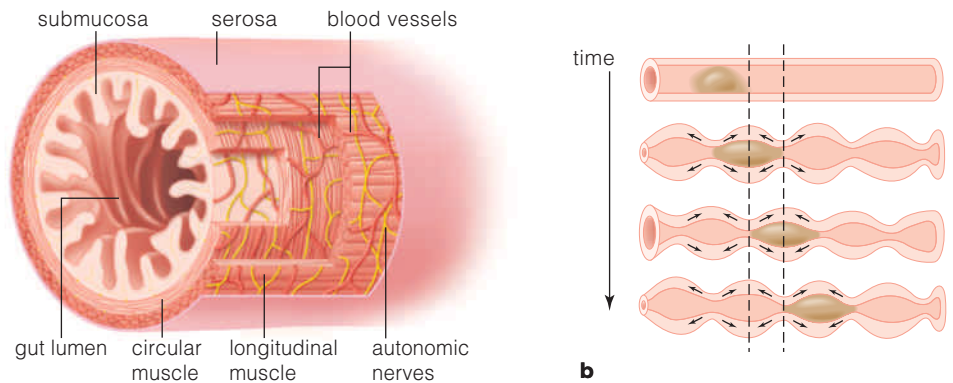 submucosa
serosa
blood vessels
gut lumen
circular
muscle
longitudinal
muscle
autonomic
nerves
time
b